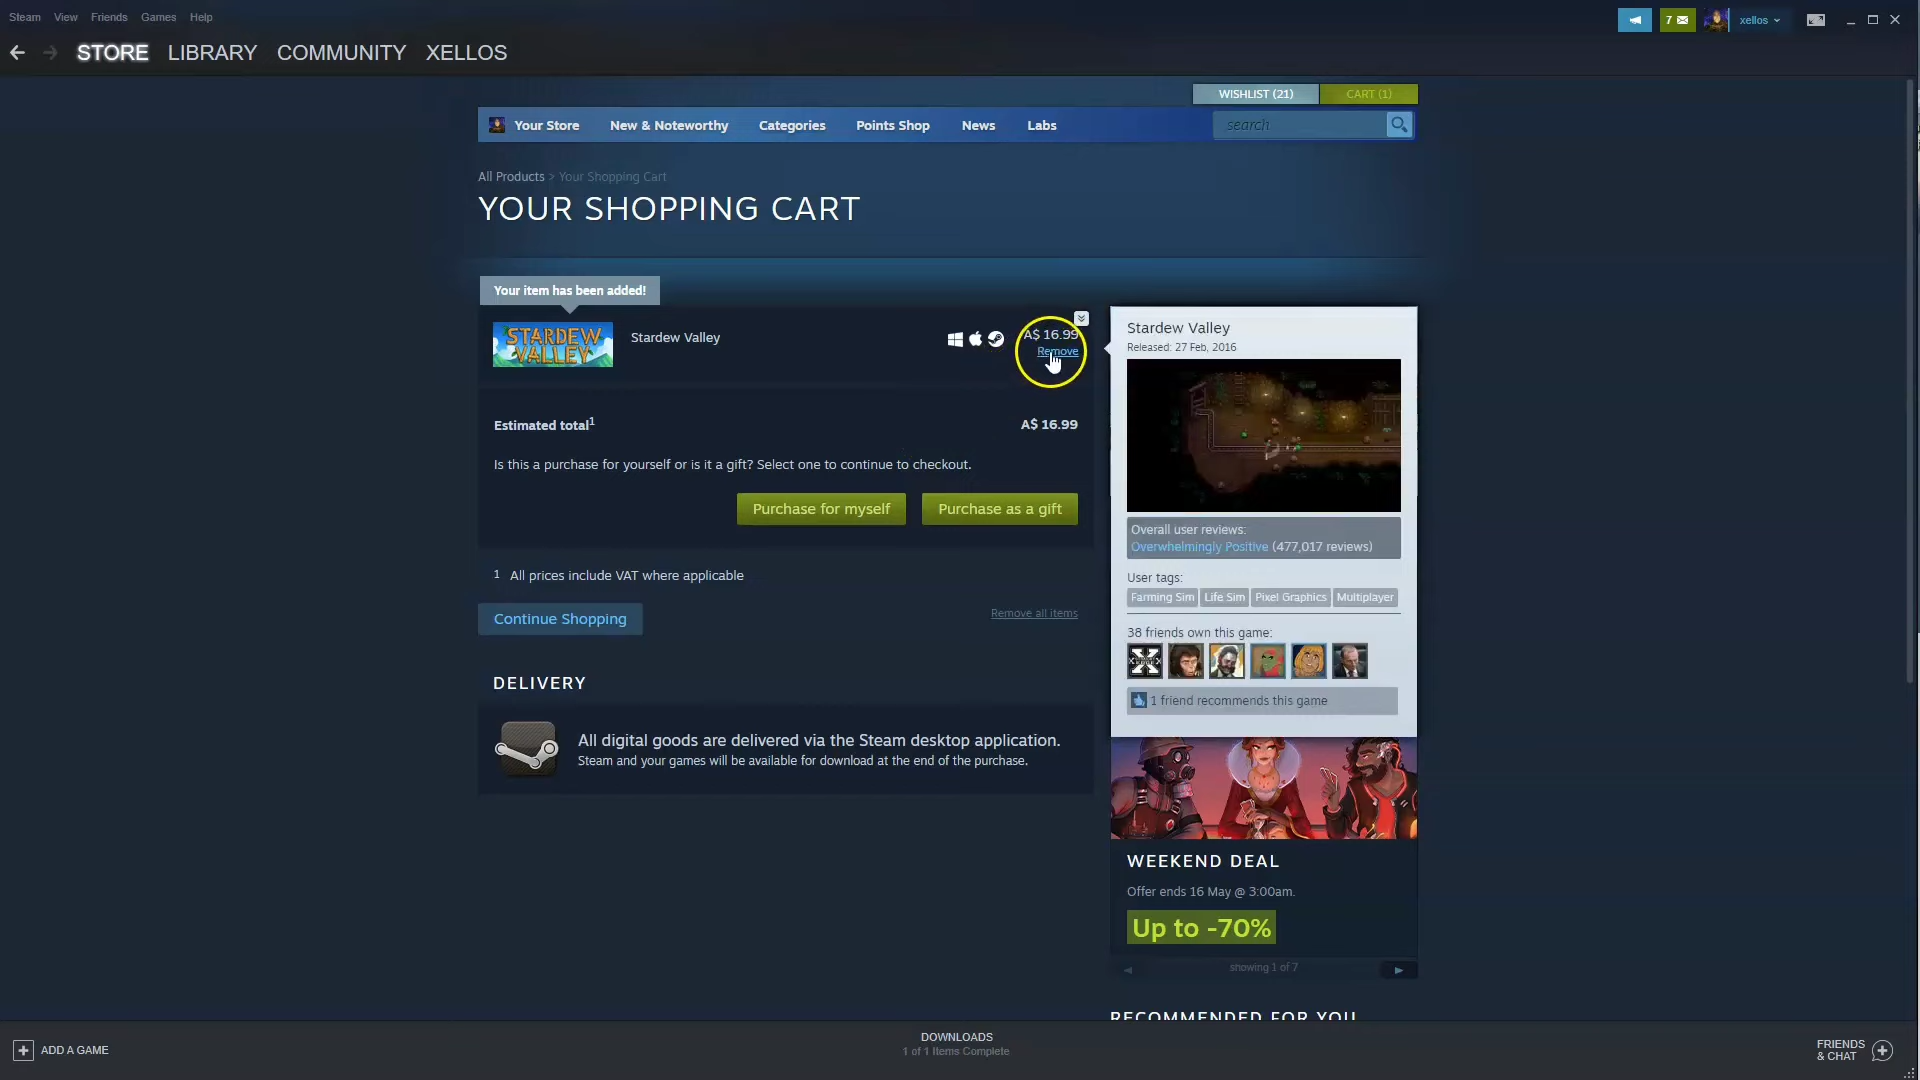 Steam View Friends Games Help
7
xellos
STORE LIBRARY COMMUNITY XELLOS
WISHLIST (21) CART (1)
Your Store New & Noteworthy Categories Points Shop News Labs search
All Products > Your Shopping Cart
YOUR SHOPPING CART
Your item has been added!
STARDEW VALLEY
Stardew Valley
A$ 16.99
Remove
Estimated total1 A$ 16.99
Is this a purchase for yourself or is it a gift? Select one to continue to checkout.
Purchase for myself Purchase as a gift
1 All prices include VAT where applicable
Continue Shopping Remove all items
DELIVERY
All digital goods are delivered via the Steam desktop application.
Steam and your games will be available for download at the end of the purchase.
Stardew Valley
Released: 27 Feb, 2016
Overall user reviews:
Overwhelmingly Positive (477,017 reviews)
User tags:
Farming Sim Life Sim Pixel Graphics Multiplayer
38 friends own this game:
1 friend recommends this game
WEEKEND DEAL
Offer ends 16 May @ 3:00am.
Up to -70%
showing 1 of 7
RECOMMENDED FOR YOU
ADD A GAME
DOWNLOADS
1 of 1 Items Complete
FRIENDS
& CHAT